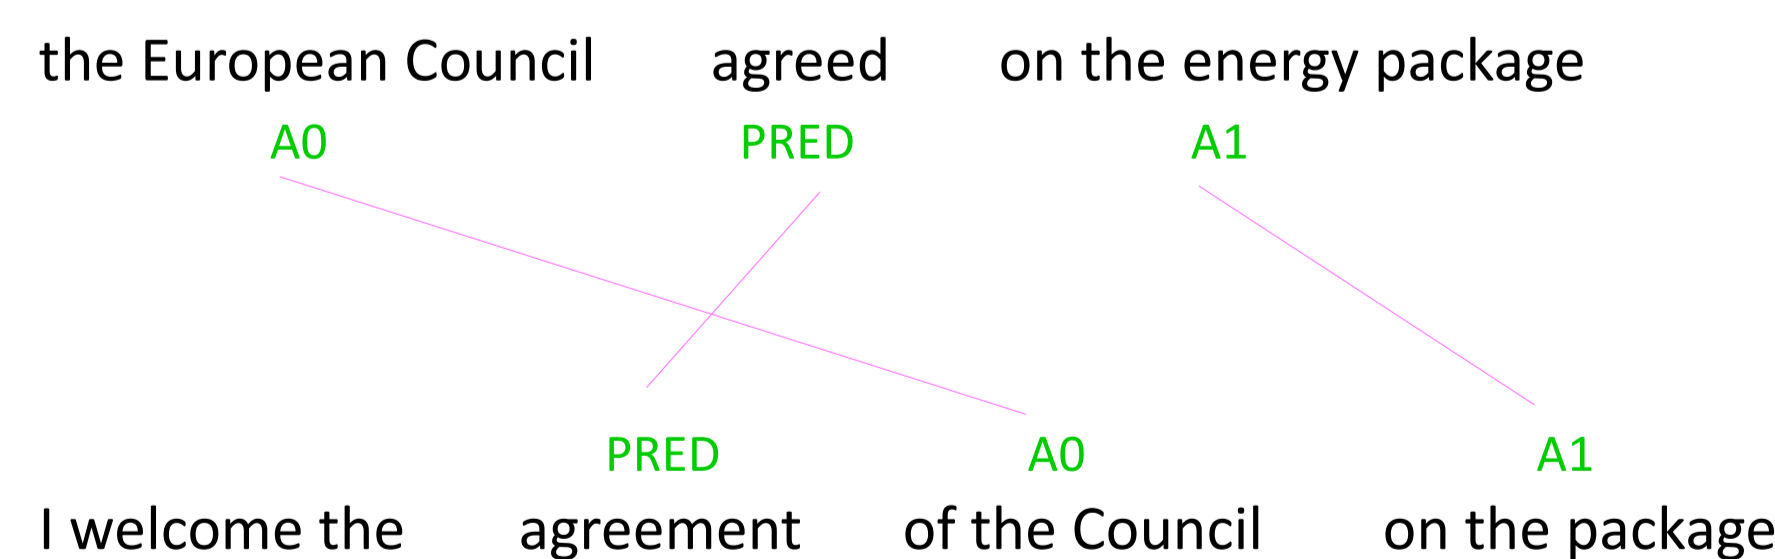 the European Council agreed on the energy package
A0 PRED A1
PRED A0 A1
I welcome the agreement of the Council on the package